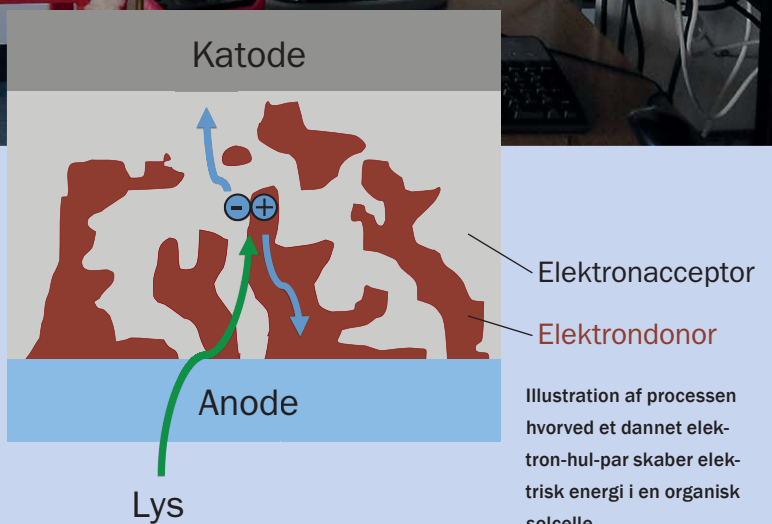 Katode
- +
Elektronacceptor
Elektrondonor
Anode
Lys
Illustration af processen
hvorved et dannet elek-
tron-hul-par skaber elek-
trisk energi i en organisk
solcelle